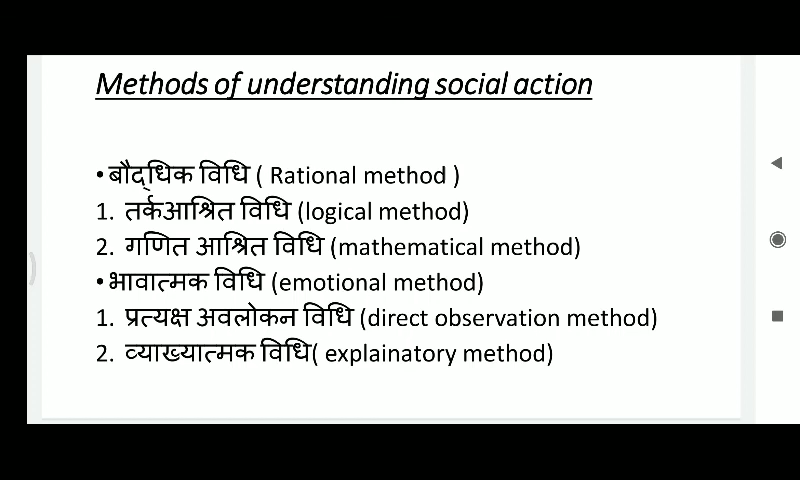 Methods of understanding social action
• बौद्धिक विधि ( Rational method )
1. तर्कआश्रित विधि (logical method)
2. गणित आश्रित विधि (mathematical method)
• भावात्मक विधि (emotional method)
1. प्रत्यक्ष अवलोकन विधि (direct observation method)
2. व्याख्यात्मक विधि( explainatory method)